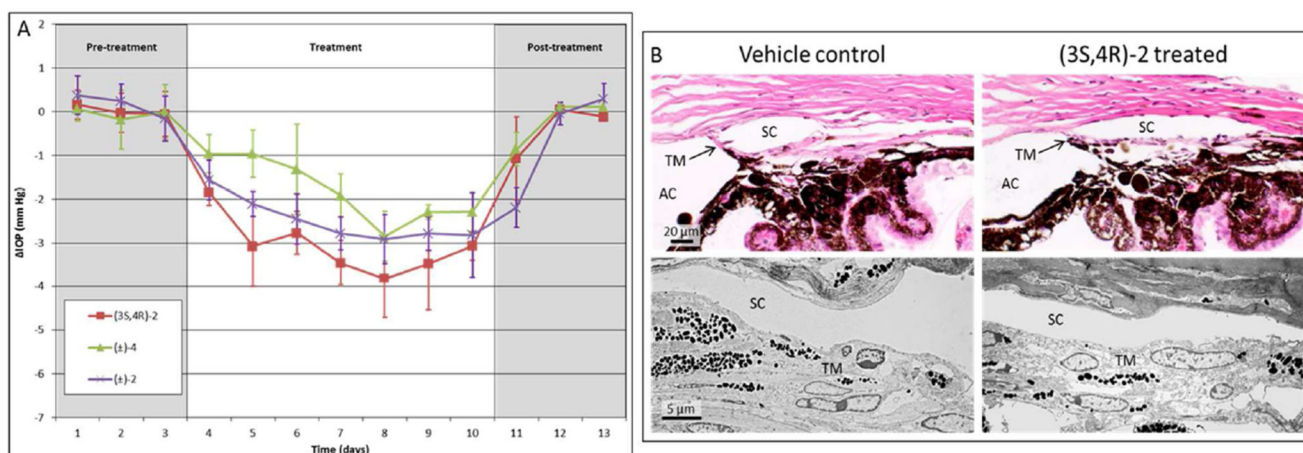 A
Pre-treatment Treatment Post-treatment
2
1
0
-1
-2
-3
-4
-5
-6
-7
ΔIOP (mm Hg)
(3S,4R)-2
(±)-4
(±)-2
1 2 3 4 5 6 7 8 9 10 11 12 13
Time (days)
B
Vehicle control (3S,4R)-2 treated
SC
TM
AC
20 µm
SC
TM
AC
SC
TM
5 µm
SC
TM